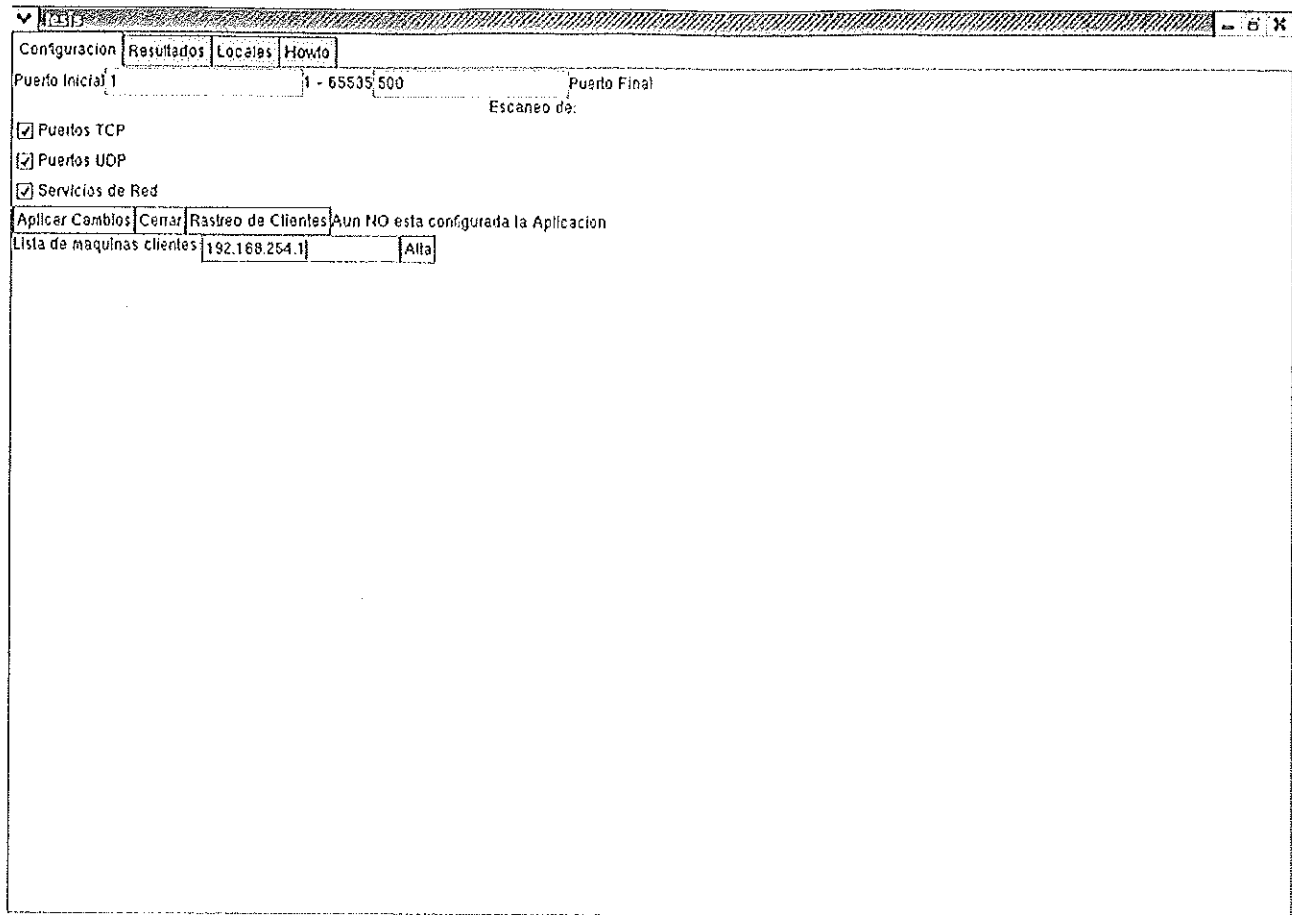 Configuracion Resultados Locales Howto
Puerto Inicial 1 1 - 65535 500 Puerto Final
Escaneo de:
Puertos TCP
Puertos UDP
Servicios de Red
Aplicar Cambios Cerrar Rastreo de Clientes Aun NO esta configurada la Aplicacion
Lista de maquinas clientes 192.168.254.1 Alta